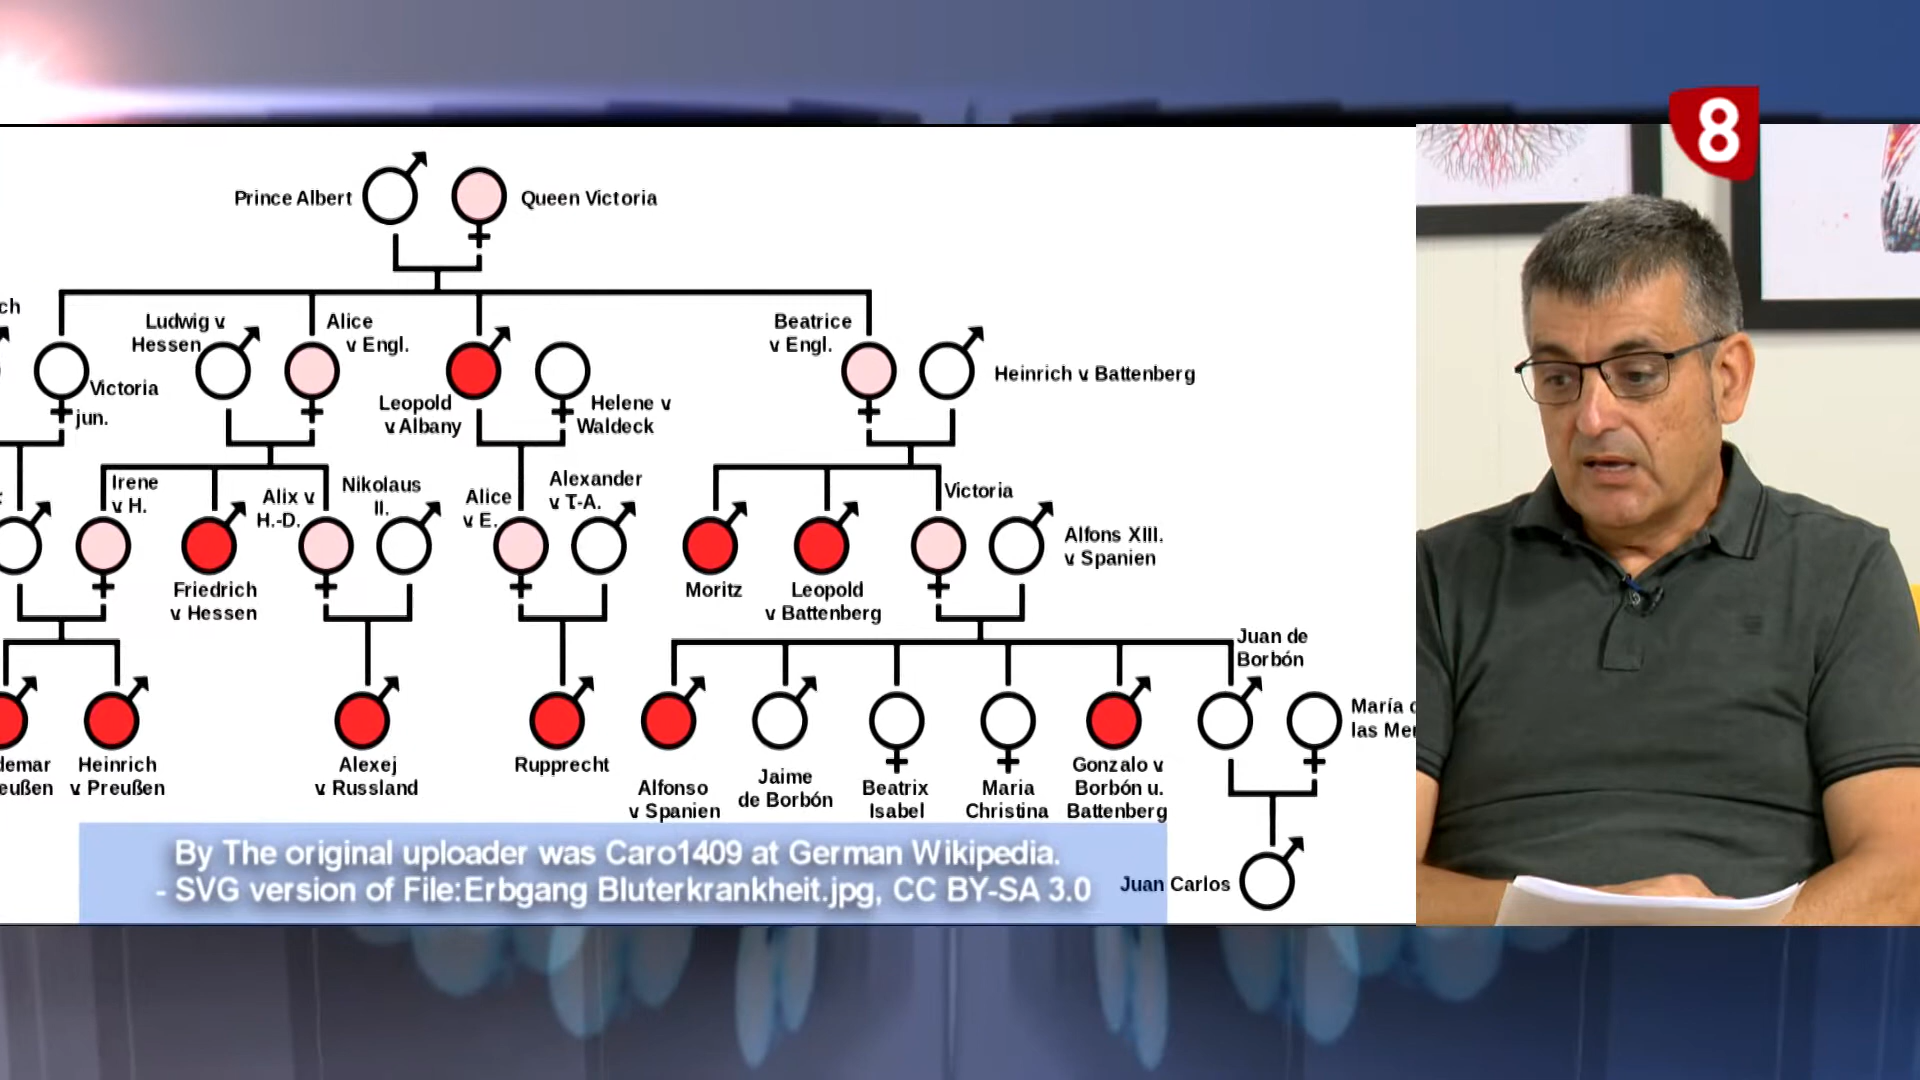 8
Prince Albert
Queen Victoria
ch
Ludwig v.
Hessen
Alice
v. Engl.
Beatrice
v. Engl.
Heinrich v. Battenberg
Victoria
jun.
Leopold
v. Albany
Helene v.
Waldeck
Irene
v. H.
Alix v.
H.-D.
Nikolaus
II.
Alice
v. E.
Alexander
v. T.-A.
Victoria
Alfons XIII.
v. Spanien
Friedrich
v. Hessen
Moritz
Leopold
v. Battenberg
Juan de
Borbón
María
las
demar
eußen
Heinrich
v. Preußen
Alexej
v. Russland
Rupprecht
Alfonso
v. Spanien
Jaime
de Borbón
Beatrix
Isabel
Maria
Christina
Gonzalo v.
Borbón u.
Battenberg
By The original uploader was Caro1409 at German Wikipedia.
- SVG version of File:Erbgang Bluterkrankheit.jpg, CC BY-SA 3.0
Juan Carlos